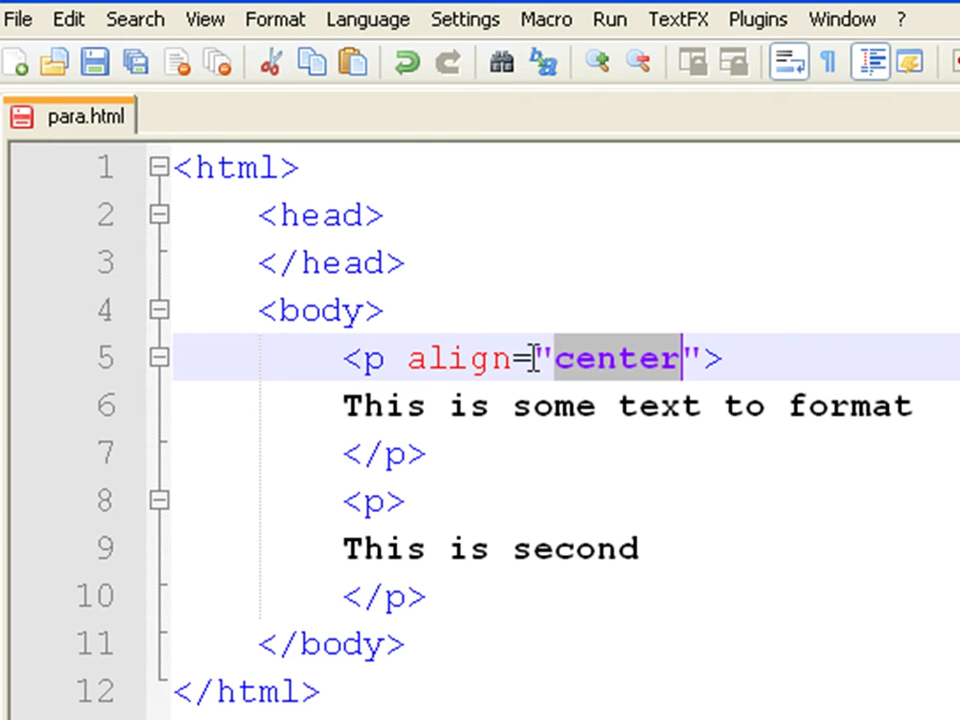 File Edit Search View Format Language Settings Macro Run TextFX Plugins Window ?
para.html
1 <html>
2 <head>
3 </head>
4 <body>
5 <p align="center">
6 This is some text to format
7 </p>
8 <p>
9 This is second
10 </p>
11 </body>
12 </html>